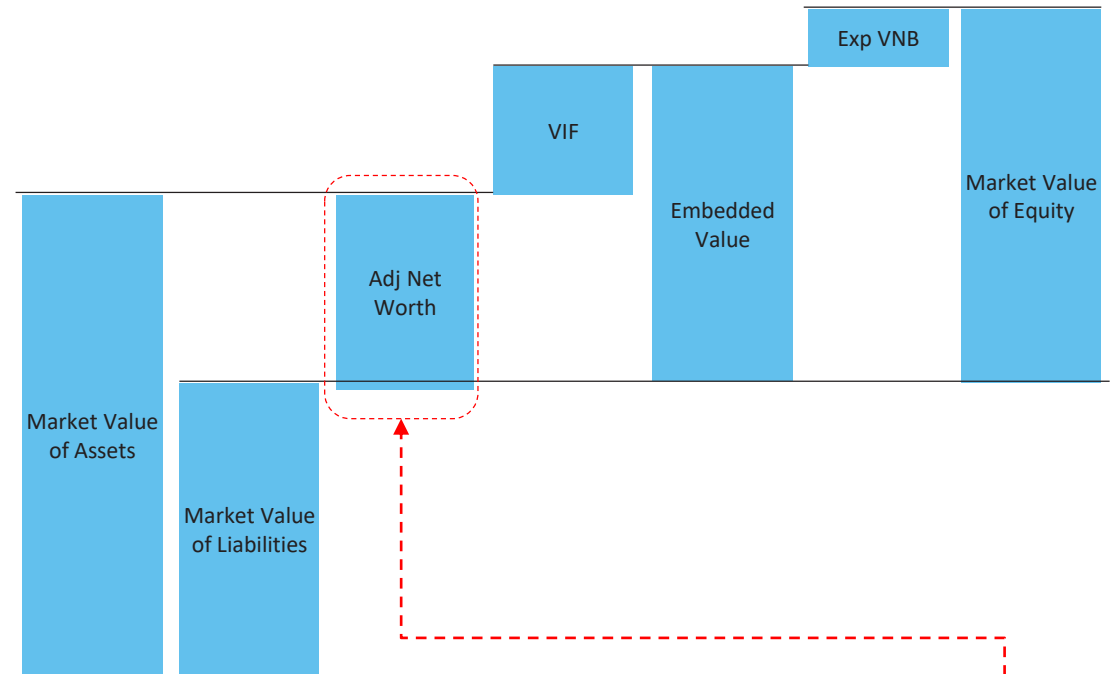 Exp VNB
VIF
Market Value
of Equity
Embedded
Value
Adj Net
Worth
Market Value
of Assets
Market Value
of Liabilities